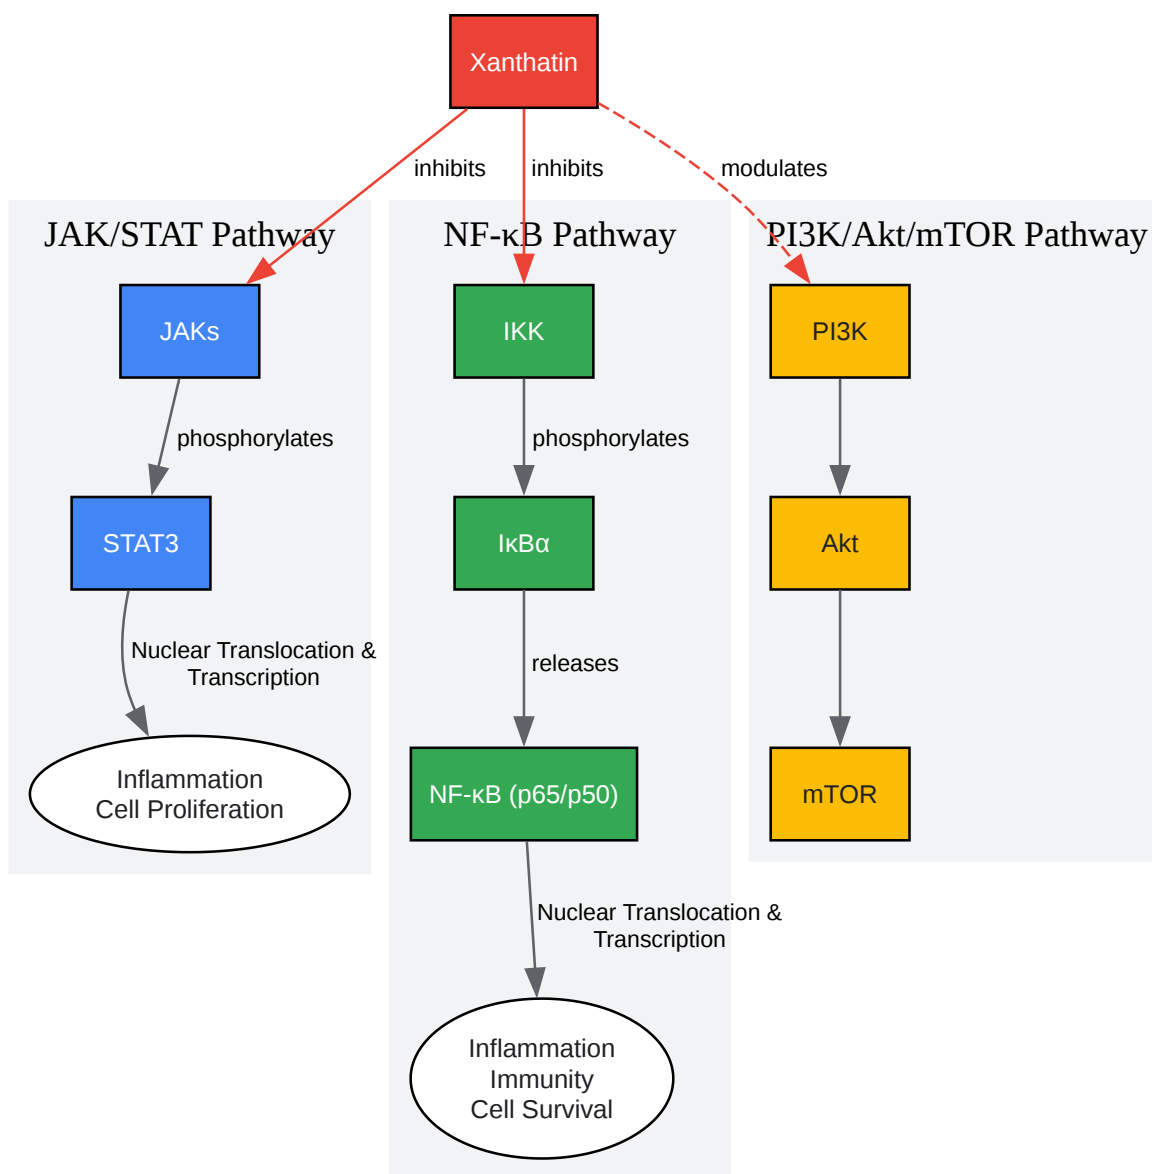 Xanthatin
inhibits
inhibits
modulates
JAK/STAT Pathway
NF-κB Pathway
PI3K/Akt/mTOR Pathway
JAKs
IKK
PI3K
phosphorylates
phosphorylates
STAT3
IκBα
Akt
Nuclear Translocation &
Transcription
releases
Inflammation
Cell Proliferation
NF-κB (p65/p50)
mTOR
Nuclear Translocation &
Transcription
Inflammation
Immunity
Cell Survival